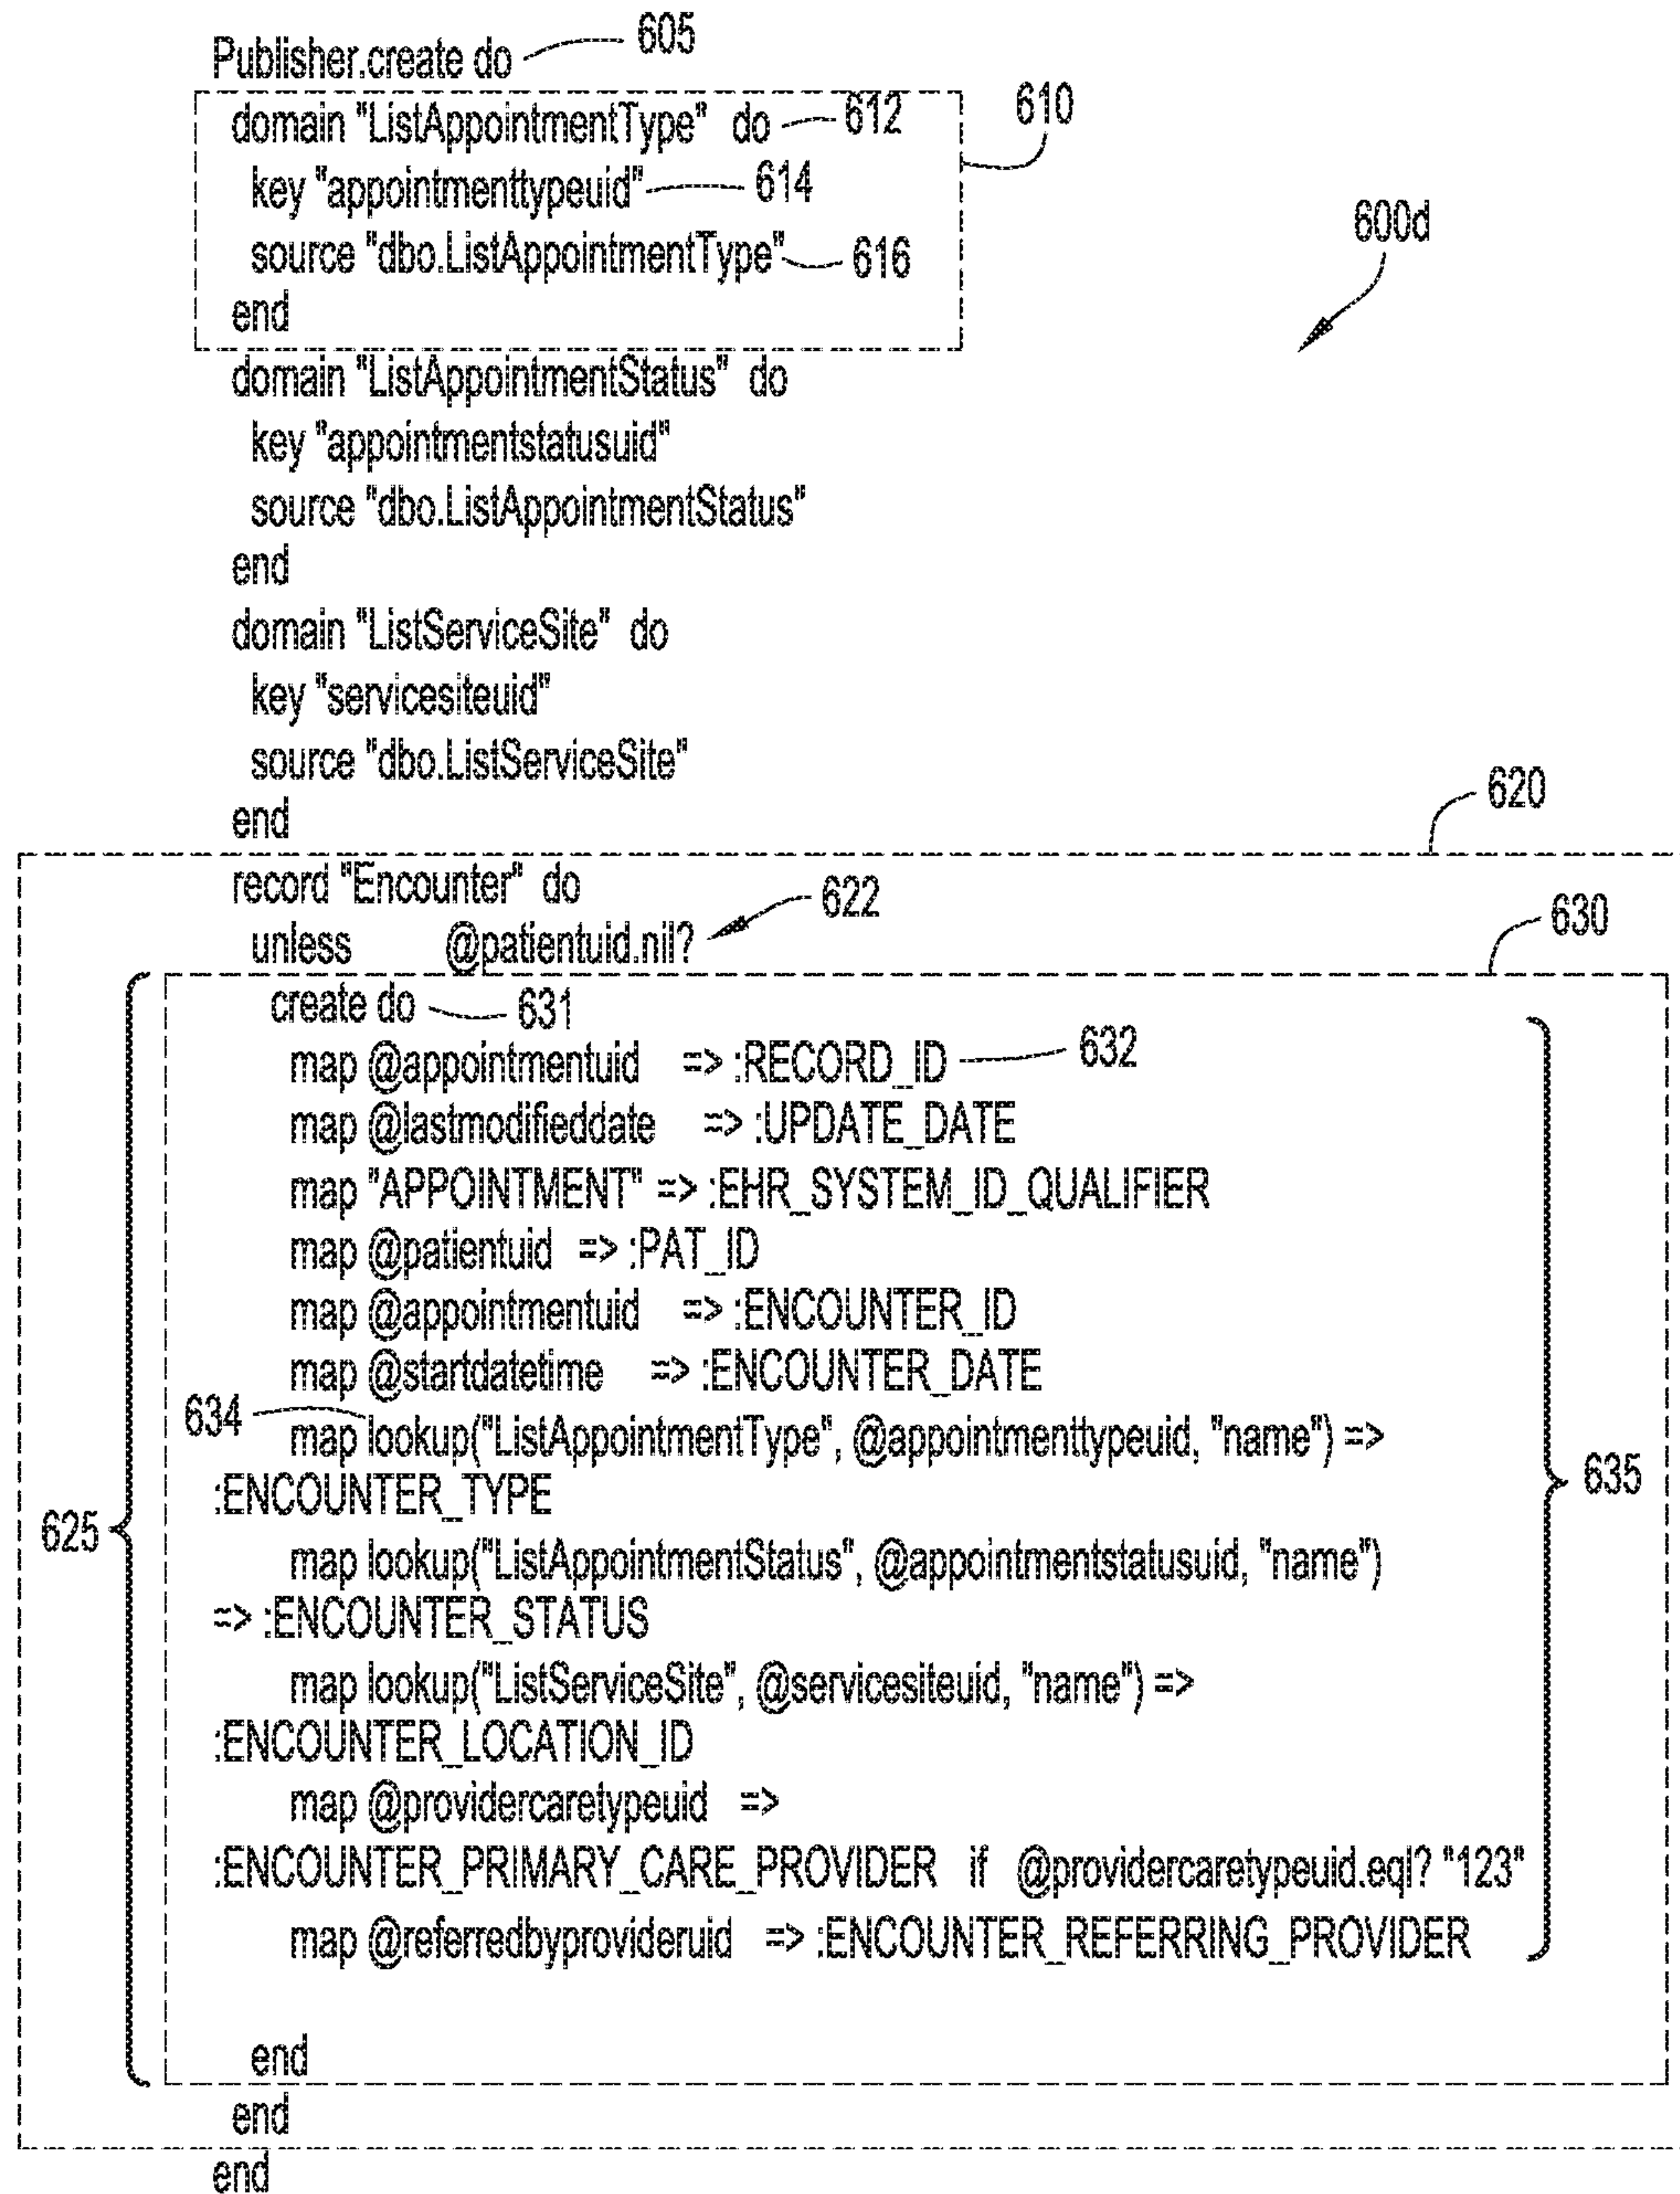 Publisher.create do 605
domain "ListAppointmentType" do 612
610
key "appointmenttypeuid" 614
source "dbo.ListAppointmentType" 616
600d
end
domain "ListAppointmentStatus" do
key "appointmentstatusuid"
source "dbo.ListAppointmentStatus"
end
domain "ListServiceSite" do
key "servicesiteuid"
source "dbo.ListServiceSite"
620
end
record "Encounter" do
622
630
unless @patientuid.nil?
create do 631
map @appointmentuid => :RECORD_ID 632
map @lastmodifieddate => :UPDATE_DATE
map "APPOINTMENT" => :EHR_SYSTEM_ID_QUALIFIER
map @patientuid => :PAT_ID
map @appointmentuid => :ENCOUNTER_ID
map @startdatetime => :ENCOUNTER_DATE
634 map lookup("ListAppointmentType", @appointmenttypeuid, "name") =>
:ENCOUNTER_TYPE
635
625
map lookup("ListAppointmentStatus", @appointmentstatusuid, "name")
=> :ENCOUNTER_STATUS
map lookup("ListServiceSite", @servicesiteuid, "name") =>
:ENCOUNTER_LOCATION_ID
map @providercaretypeuid =>
:ENCOUNTER_PRIMARY_CARE_PROVIDER if @providercaretypeuid.eql? "123"
map @referredbyprovideruid => :ENCOUNTER_REFERRING_PROVIDER
end
end
end